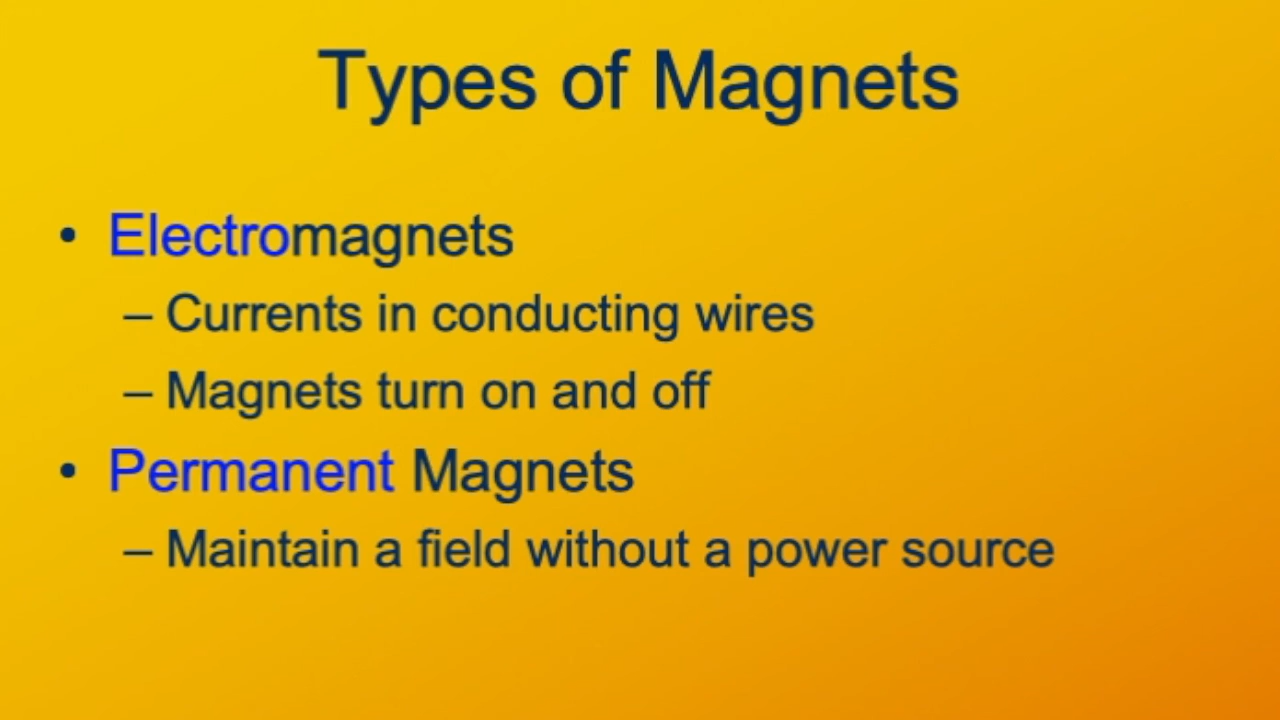 Types of Magnets
• Electromagnets
– Currents in conducting wires
– Magnets turn on and off
• Permanent Magnets
– Maintain a field without a power source